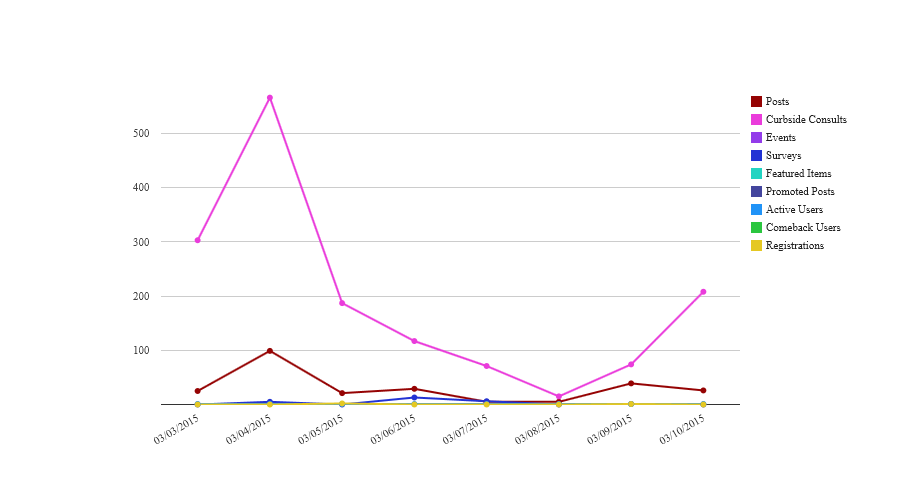 500
400
300
200
100
03/03/2015
03/04/2015
03/05/2015
03/06/2015
03/07/2015
03/08/2015
03/09/2015
03/10/2015
Posts
Curbside Consults
Events
Surveys
Featured Items
Promoted Posts
Active Users
Comeback Users
Registrations